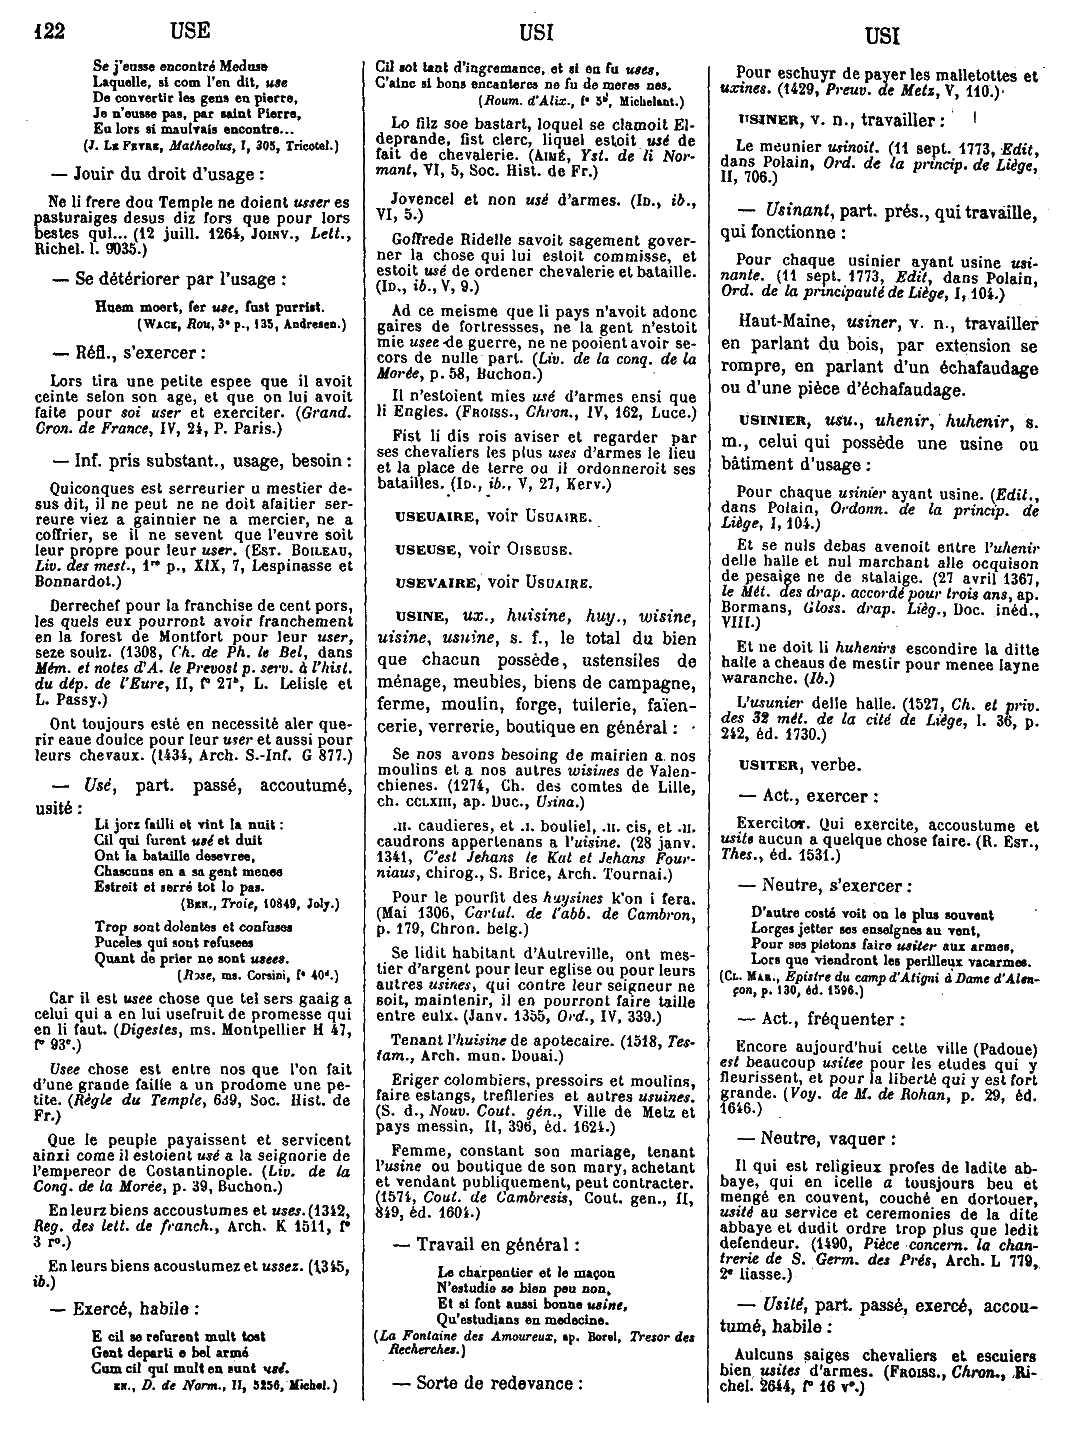 122 USE USI USI
Se j'eusse encontré Meduse
Laquelle, si com l'en dit, use
De convertir les gens en pierre,
Je n'eusse pas, par saint Pierre,
Eu lors si maulvais encontre...
(J. Le Fevre, Matheolus, I, 305, Tricotel.)
— Jouir du droit d'usage :
Ne li frere dou Temple ne doient usser es
pasturaiges desus diz fors que pour lors
bestes qui... (12 juill. 1264, Joinv., Lett.,
Richel. l. 9035.)
— Se détériorer par l'usage :
Huem moert, fer use, fust purrist.
(Wace, Rou, 3e p., 135, Andresen.)
— Réfl., s'exercer :
Lors tira une petite espee que il avoit
ceinte selon son age, et que on lui avoit
faite pour soi user et exerciter. (Grand.
Cron. de France, IV, 24, P. Paris.)
— Inf. pris substant., usage, besoin :
Quiconques est serreurier u mestier de-
sus dit, il ne peut ne ne doit afaitier ser-
reure viez a gainnier ne a mercier, ne a
coffrier, se il ne sevent que l'euvre soit
leur propre pour leur user. (Est. Boileau,
Liv. des mest., 1re p., XIX, 7, Lespinasse et
Bonnardot.)
Derrechef pour la franchise de cent pors,
les quels eux pourront avoir franchement
en la forest de Montfort pour leur user,
seze soulz. (1308, Ch. de Ph. le Bel, dans
Mém. et notes d'A. le Prevost p. serv. à l'hist.
du dép. de l'Eure, II, fo 27b, L. Lelisle et
L. Passy.)
Ont toujours esté en necessité aler que-
rir eaue doulce pour leur user et aussi pour
leurs chevaux. (1434, Arch. S.-Inf. G 877.)
— Usé, part. passé, accoutumé,
usité :
Li jorz failli et vint la nuit :
Cil qui furent usé et duit
Ont la bataille desevree,
Chascuns en a sa gent menee
Estreit et serré tot lo pas.
(Ben., Troie, 10849, Joly.)
Trop sont dolentes et confuses
Puceles qui sont refusees
Quant de prier ne sont usees.
(Rose, ms. Corsini, fo 40d.)
Car il est usee chose que tel sers gaaig a
celui qui a en lui usefruit de promesse qui
en li faut. (Digestes, ms. Montpellier H 47,
fo 93c.)
Usee chose est entre nos que l'on fait
d'une grande faille a un prodome une pe-
tite. (Règle du Temple, 639, Soc. Hist. de
Fr.)
Que le peuple payaissent et servicent
ainxi come il estoient usé a la seignorie de
l'empereor de Costantinople. (Liv. de la
Conq. de la Morée, p. 39, Buchon.)
En leurz biens accoustumes et uses. (1342,
Reg. des lett. de franch., Arch. K 1511, fo
3 ro.)
En leurs biens acoustumez et ussez. (1345,
ib.)
— Exercé, habile :
E cil se refurent mult tost
Gent departi e bel armé
Cum cil qui mult en sunt usé.
en., D. de Norm., II, 5256, Michel.)
Cil sot tant d'ingremance, et si en fu uses,
C'ainc si bons encanteres ne fu de meres nes.
(Roum. d'Alix., fo 5d, Michelant.)
Lo filz soe bastart, loquel se clamoit El-
deprande, fist clerc, liquel estoit usé de
fait de chevalerie. (Aimé, Yst. de li Nor-
mant, VI, 5, Soc. Hist. de Fr.)
Jovencel et non usé d'armes. (Id., ib.,
VI, 5.)
Goffrede Ridelle savoit sagement gover-
ner la chose qui lui estoit commisse, et
estoit usé de ordener chevalerie et bataille.
(Id., ib., V, 9.)
Ad ce meisme que li pays n'avoit adonc
gaires de fortressses, ne la gent n'estoit
mie usee de guerre, ne ne pooient avoir se-
cors de nulle part. (Liv. de la conq. de la
Morée, p. 58, Buchon.)
Il n'estoient mies usé d'armes ensi que
li Engles. (Froiss., Chron., IV, 162, Luce.)
Fist li dis rois aviser et regarder par
ses chevaliers les plus uses d'armes le lieu
et la place de terre ou il ordonneroit ses
batailles. (Id., ib., V, 27, Kerv.)
USEUAIRE, voir Usuaire.
USEUSE, voir Oiseuse.
USEVAIRE, voir Usuaire.
USINE, ux., huisine, huy., wisine,
uisine, usuine, s. f., le total du bien
que chacun possède, ustensiles de
ménage, meubles, biens de campagne,
ferme, moulin, forge, tuilerie, faïen-
cerie, verrerie, boutique en général :
Se nos avons besoing de mairien a nos
moulins et a nos autres wisines de Valen-
chienes. (1274, Ch. des comtes de Lille,
ch. CCLXIII, ap. Duc., Usina.)
.II. caudieres, et .I. bouliel, .II. cis, et .II.
caudrons appertenans a l'uisine. (28 janv.
1341, C'est Jehans le Kat et Jehans Four-
niaus, chirog., S. Brice, Arch. Tournai.)
Pour le pourfit des huysines k'on i fera.
(Mai 1306, Cartul. de l'abb. de Cambron,
p. 179, Chron. belg.)
Se lidit habitant d'Autreville, ont mes-
tier d'argent pour leur eglise ou pour leurs
autres usines, qui contre leur seigneur ne
soit, maintenir, il en pourront faire taille
entre eulx. (Janv. 1355, Ord., IV, 339.)
Tenant l'huisine de apotecaire. (1518, Tes-
tam., Arch. mun. Douai.)
Eriger colombiers, pressoirs et moulins,
faire estangs, treflleries et autres usuines.
(S. d., Nouv. Cout. gén., Ville de Metz et
pays messin, II, 396, éd. 1624.)
Femme, constant son mariage, tenant
l'usine ou boutique de son mary, achetant
et vendant publiquement, peut contracter.
(1574, Cout. de Cambresis, Cout. gen., II,
849, éd. 1604.)
— Travail en général :
Le charpentier et le maçon
N'estudie se bien peu non,
Et si font aussi bonne usine,
Qu'estudians en medecine.
(La Fontaine des Amoureux, ap. Borel, Tresor des
Recherches.)
— Sorte de redevance :
Pour eschuyr de payer les malletottes et
uxines. (1429, Preuv. de Metz, V, 110.)
USINER, v. n., travailler :
Le meunier usinoit. (11 sept. 1773, Edit,
dans Polain, Ord. de la princip. de Liège,
II, 706.)
— Usinant, part. prés., qui travaille,
qui fonctionne :
Pour chaque usinier ayant usine usi-
nante. (11 sept. 1773, Edit, dans Polain,
Ord. de la principauté de Liège, I, 104.)
Haut-Maine, usiner, v. n., travailler
en parlant du bois, par extension se
rompre, en parlant d'un échafaudage
ou d'une pièce d'échafaudage.
USINIER, usu., uhenir, huhenir, s.
m., celui qui possède une usine ou
bâtiment d'usage :
Pour chaque usinier ayant usine. (Edit.,
dans Polain, Ordonn. de la princip. de
Liège, I, 104.)
Et se nuls debas avenoit entre l'uhenir
delle halle et nul marchant alle ocquison
de pesaige ne de stalaige. (27 avril 1367,
le Mét. des drap. accordé pour trois ans, ap.
Bormans, Gloss. drap. Liég., Doc. inéd.,
VIII.)
Et ne doit li huhenirs escondire la ditte
halle a cheaus de mestir pour menee layne
waranche. (Ib.)
L'usunier delle halle. (1527, Ch. et priv.
des 32 mét. de la cité de Liège, l. 36, p.
242, éd. 1730.)
USITER, verbe.
— Act., exercer :
Exercitor. Qui exercite, accoustume et
usite aucun a quelque chose faire. (R. Est.,
Thes., éd. 1531.)
— Neutre, s'exercer :
D'autre costé voit on le plus souvent
Lorges jetter ses enseignes au vent,
Pour ses pietons faire usiter aux armes,
Lors que viendront les perilleux vacarmes.
(Cl. Mar., Epistre du camp d'Atigni à Dame d'Alen-
çon, p. 130, éd. 1596.)
— Act., fréquenter :
Encore aujourd'hui cette ville (Padoue)
est beaucoup usitee pour les etudes qui y
fleurissent, et pour la liberté qui y est fort
grande. (Voy. de M. de Rohan, p. 29, éd.
1646.)
— Neutre, vaquer :
Il qui est religieux profes de ladite ab-
baye, qui en icelle a tousjours beu et
mengé en couvent, couché en dortouer,
usité au service et ceremonies de la dite
abbaye et dudit ordre trop plus que ledit
defendeur. (1490, Pièce concern. la chan-
trerie de S. Germ. des Prés, Arch. L 779,
2e liasse.)
— Usité, part. passé, exercé, accou-
tumé, habile :
Aulcuns saiges chevaliers et escuiers
bien usites d'armes. (Froiss., Chron., Ri-
chel. 2644, fo 16 vo.)